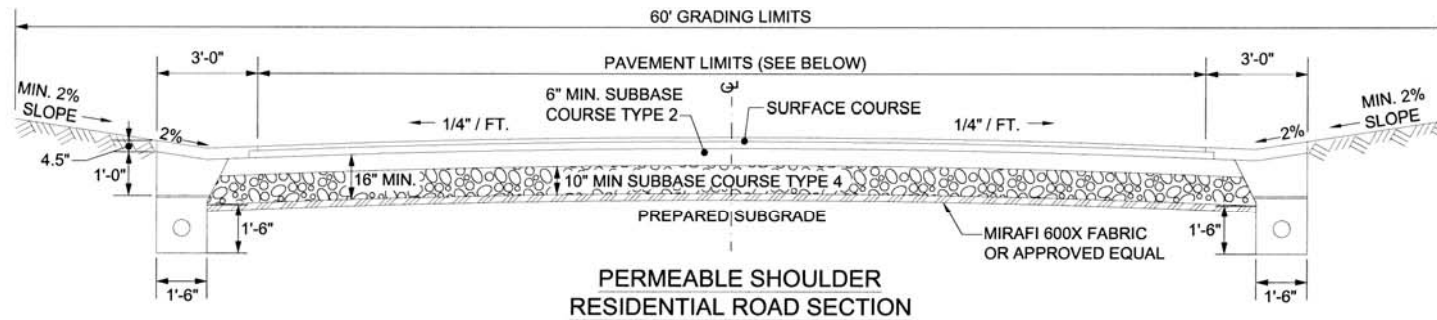 60' GRADING LIMITS
3'-0"
PAVEMENT LIMITS (SEE BELOW)
3'-0"
MIN. 2%
SLOPE
6" MIN. SUBBASE
COURSE TYPE 2
℄
SURFACE COURSE
MIN. 2%
SLOPE
2%
1/4" / FT.
1/4" / FT.
2%
4.5"
1'-0"
16" MIN.
10" MIN SUBBASE COURSE TYPE 4
PREPARED SUBGRADE
1'-6"
MIRAFI 600X FABRIC
OR APPROVED EQUAL
1'-6"
1'-6"
1'-6"
PERMEABLE SHOULDER
RESIDENTIAL ROAD SECTION